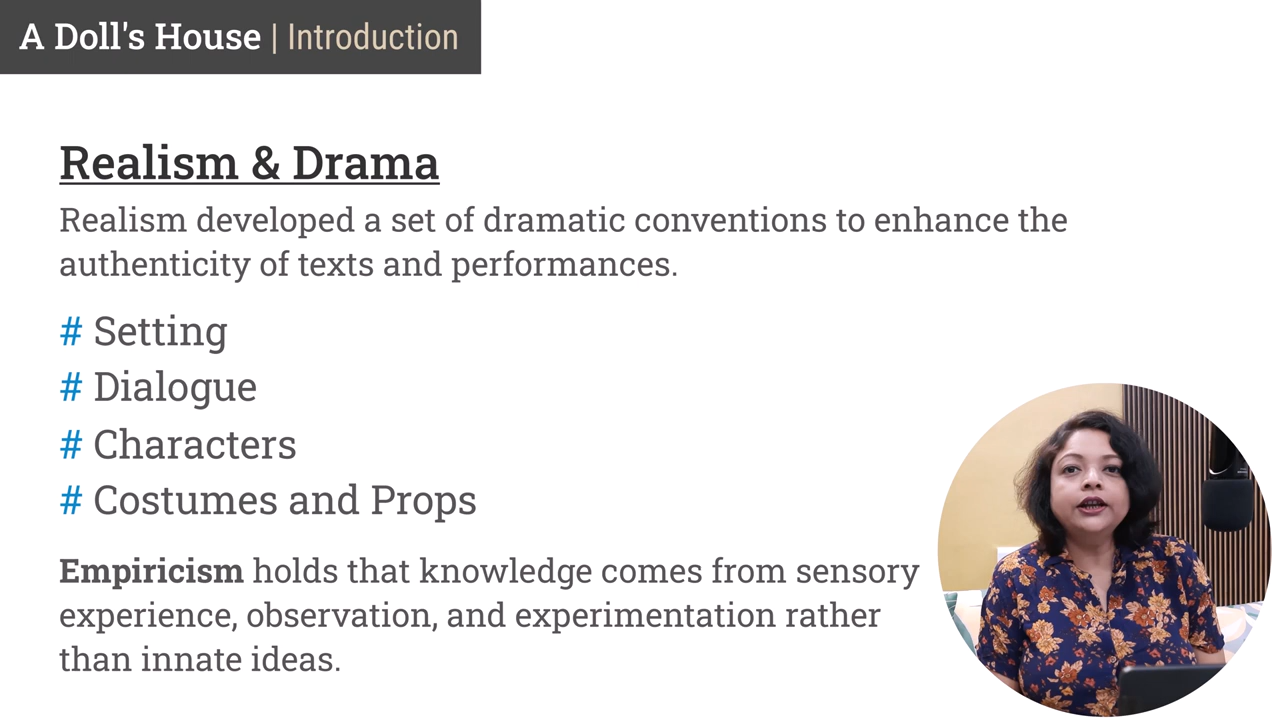 A Doll's House | Introduction
Realism & Drama
Realism developed a set of dramatic conventions to enhance the
authenticity of texts and performances.
# Setting
# Dialogue
# Characters
# Costumes and Props
Empiricism holds that knowledge comes from sensory
experience, observation, and experimentation rather
than innate ideas.